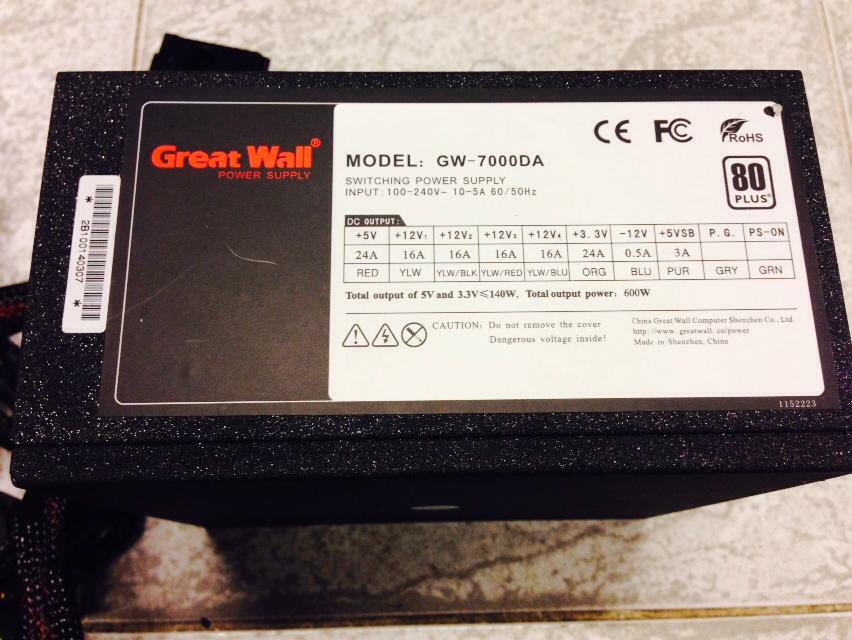 Great Wall®
POWER SUPPLY
*2B100140307*
CE FC RoHS
80
PLUS®
MODEL: GW-7000DA
SWITCHING POWER SUPPLY
INPUT: 100-240V~ 10-5A 60/50Hz
DC OUTPUT:
+5V +12V1 +12V2 +12V3 +12V4 +3.3V -12V +5VSB P.G. PS-ON
24A 16A 16A 16A 16A 24A 0.5A 3A
RED YLW YLW/BLK YLW/RED YLW/BLU ORG BLU PUR GRY GRN
Total output of 5V and 3.3V≤140W, Total output power: 600W
CAUTION: Do not remove the cover
Dangerous voltage inside!
China Great Wall Computer Shenzhen Co., Ltd.
http://www.greatwall.cn/power
Made in Shenzhen, China
1152223